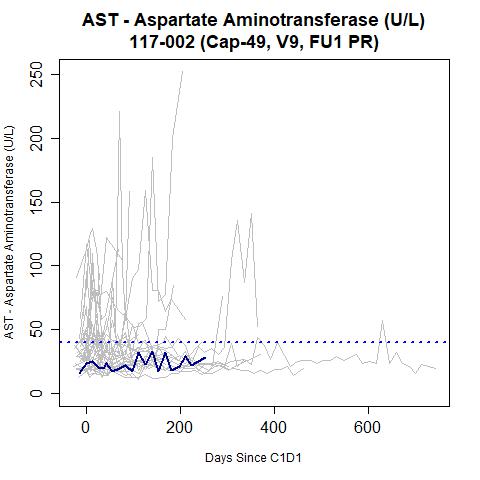 AST - Aspartate Aminotransferase (U/L)
117-002 (Cap-49, V9, FU1 PR)
AST - Aspartate Aminotransferase (U/L)
250
200
150
100
50
0
0
200
400
600
Days Since C1D1